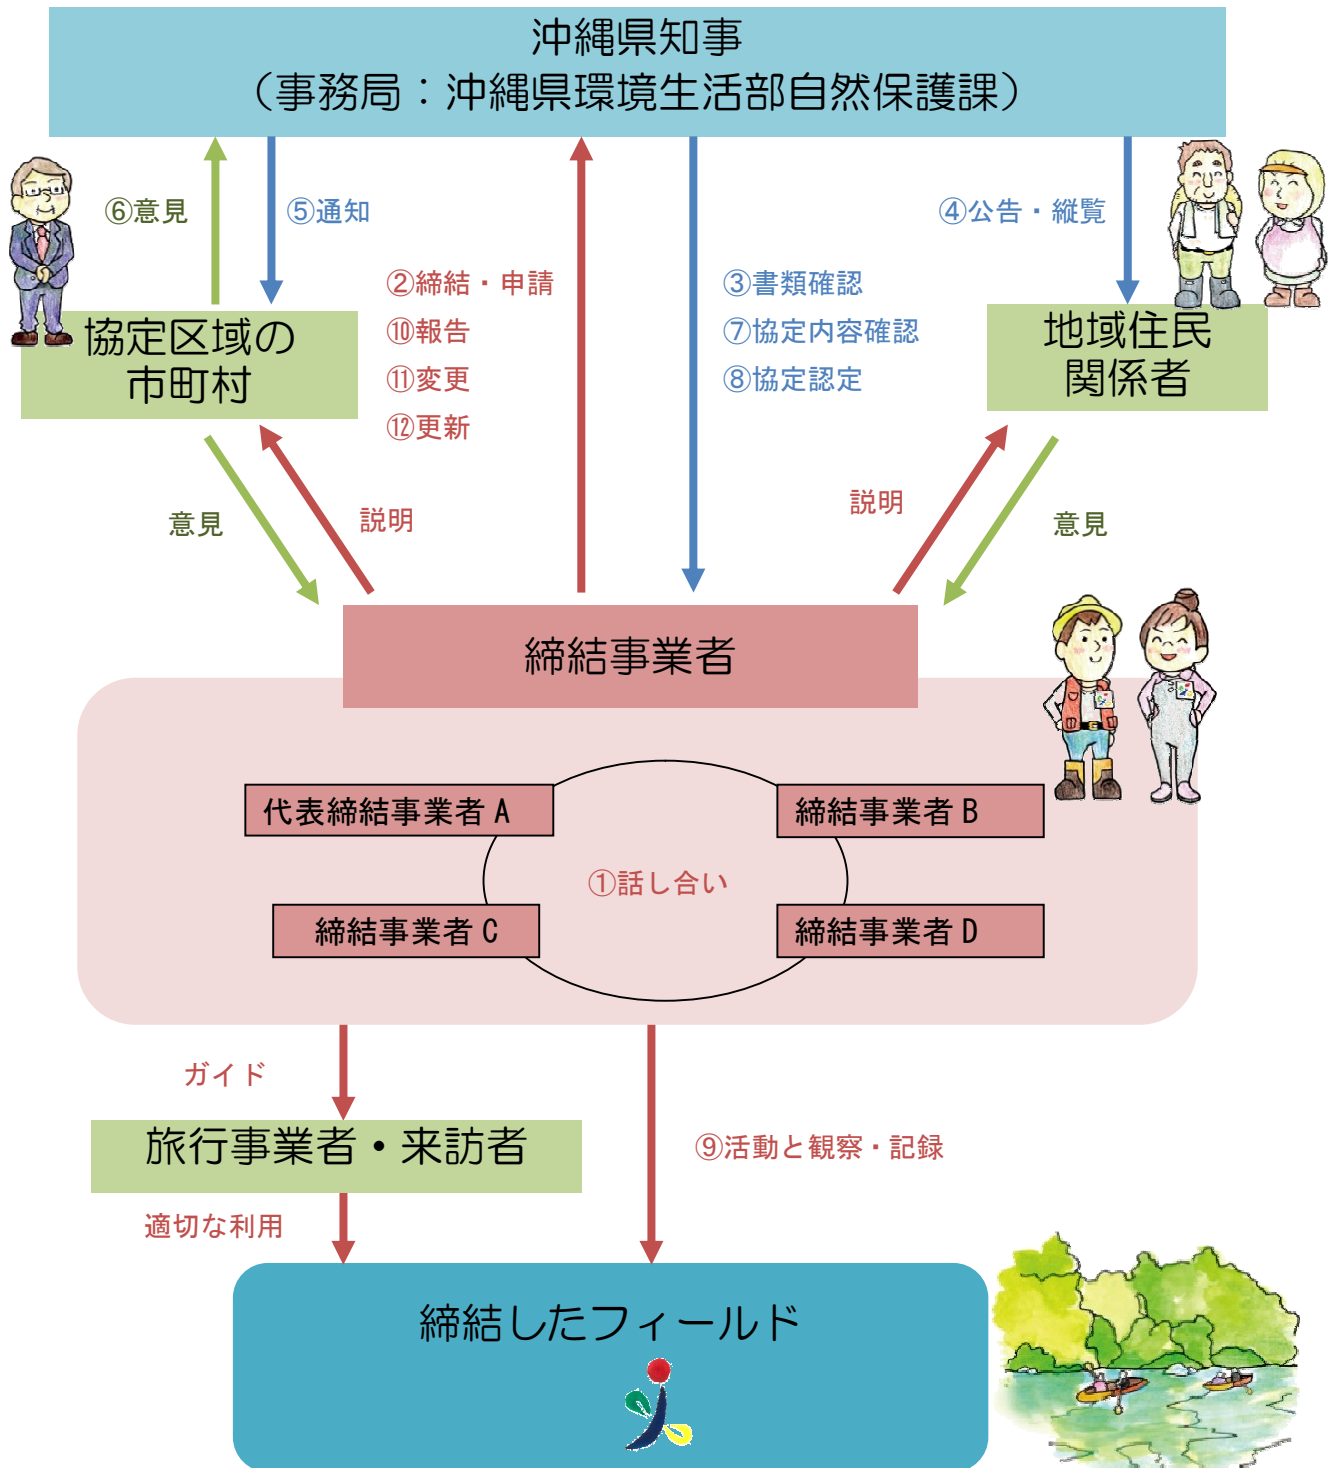 沖縄県知事
（事務局：沖縄県環境生活部自然保護課）
⑥意見
⑤通知
④公告・縦覧
②締結・申請
⑩報告
⑪変更
⑫更新
③書類確認
⑦協定内容確認
⑧協定認定
協定区域の
市町村
地域住民
関係者
意見
説明
説明
意見
締結事業者
代表締結事業者 A
締結事業者 B
①話し合い
締結事業者 C
締結事業者 D
ガイド
旅行事業者・来訪者
⑨活動と観察・記録
適切な利用
締結したフィールド